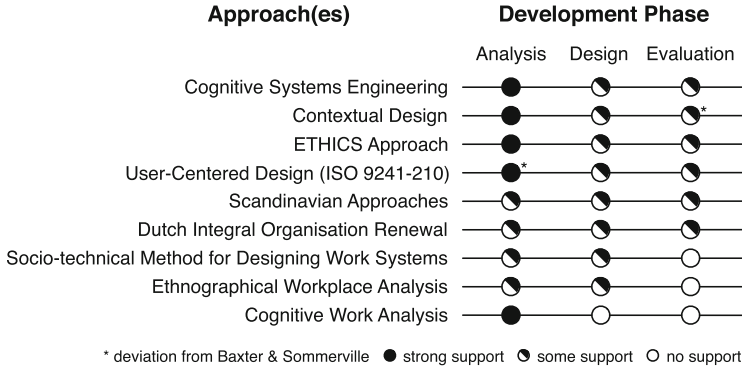 Approach(es) Development Phase
Analysis Design Evaluation
Cognitive Systems Engineering
Contextual Design *
ETHICS Approach
User-Centered Design (ISO 9241-210) *
Scandinavian Approaches
Dutch Integral Organisation Renewal
Socio-technical Method for Designing Work Systems
Ethnographical Workplace Analysis
Cognitive Work Analysis
* deviation from Baxter & Sommerville strong support some support no support